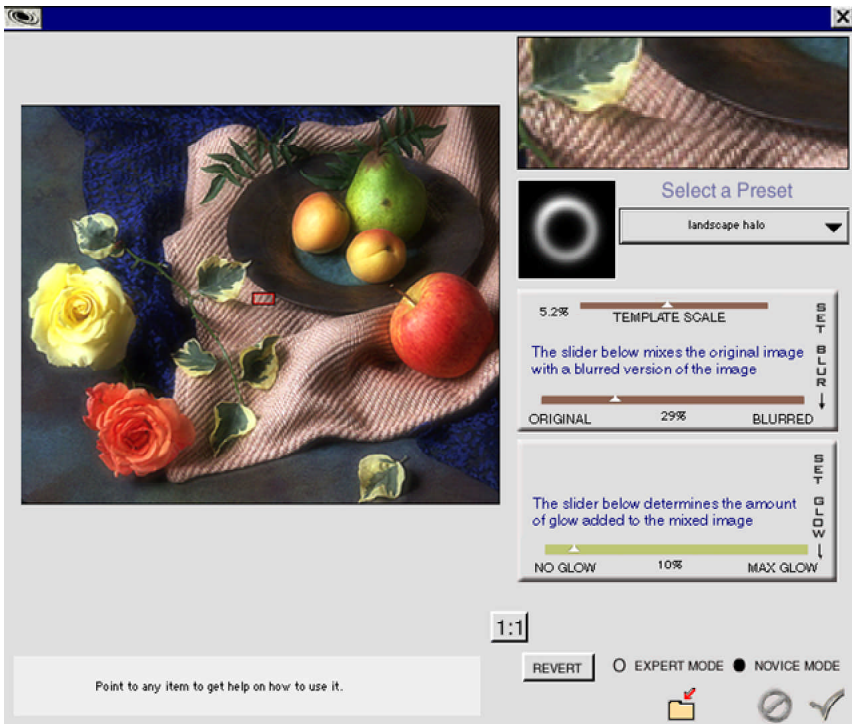 Select a Preset
landscape halo
5.2%
TEMPLATE SCALE
SET BLUR
The slider below mixes the original image
with a blurred version of the image
ORIGINAL 29% BLURRED
SET GLOW
The slider below determines the amount
of glow added to the mixed image
NO GLOW 10% MAX GLOW
1:1
REVERT EXPERT MODE NOVICE MODE
Point to any item to get help on how to use it.